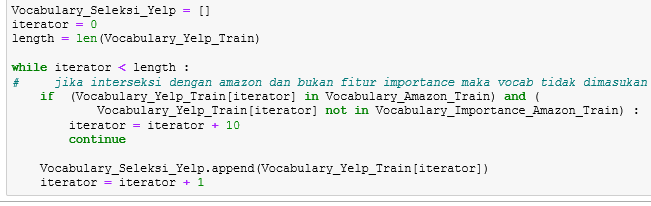 Vocabulary_Seleksi_Yelp = []
iterator = 0
length = len(Vocabulary_Yelp_Train)
while iterator < length :
# jika interseksi dengan amazon dan bukan fitur importance maka vocab tidak dimasukan
if (Vocabulary_Yelp_Train[iterator] in Vocabulary_Amazon_Train) and (
Vocabulary_Yelp_Train[iterator] not in Vocabulary_Importance_Amazon_Train) :
iterator = iterator + 10
continue
Vocabulary_Seleksi_Yelp.append(Vocabulary_Yelp_Train[iterator])
iterator = iterator + 1